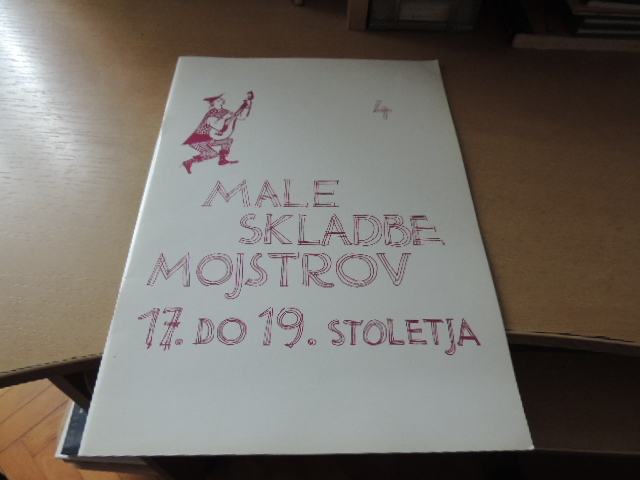 4
MALE
SKLADBE
MOJSTROV
17. DO 19. STOLETJA